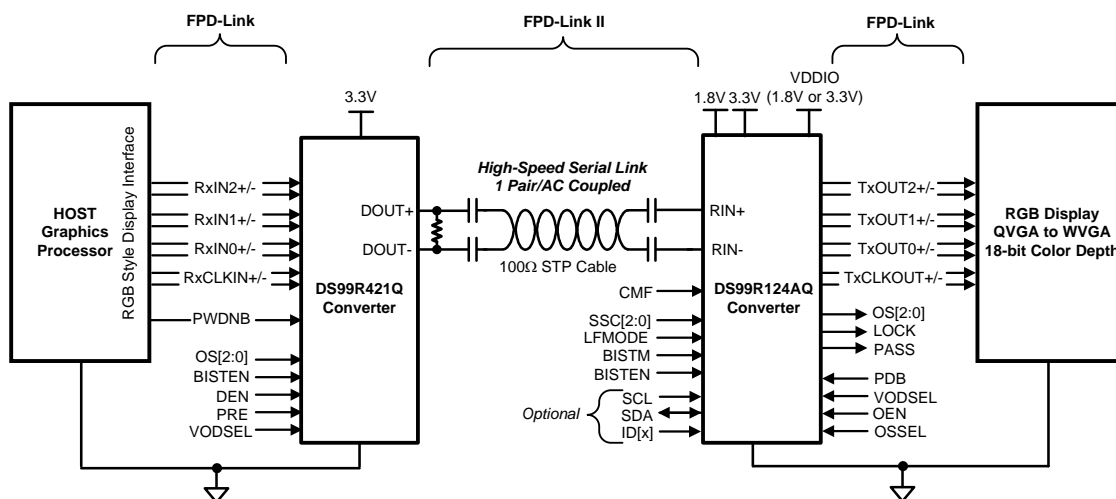 FPD-Link
FPD-Link II
FPD-Link
3.3V
1.8V
3.3V
VDDIO
(1.8V or 3.3V)
HOST
Graphics
Processor
RGB Style Display Interface
RxIN2+/-
RxIN1+/-
RxIN0+/-
RxCLKIN+/-
PWDNB
OS[2:0]
BISTEN
DEN
PRE
VODSEL
DOUT+
DOUT-
DS99R421Q
Converter
High-Speed Serial Link
1 Pair/AC Coupled
100Ω STP Cable
CMF
SSC[2:0]
LFMODE
BISTM
BISTEN
Optional
SCL
SDA
ID[x]
RIN+
RIN-
DS99R124AQ
Converter
TxOUT2+/-
TxOUT1+/-
TxOUT0+/-
TxCLKOUT+/-
OS[2:0]
LOCK
PASS
PDB
VODSEL
OEN
OSSEL
RGB Display
QVGA to WVGA
18-bit Color Depth